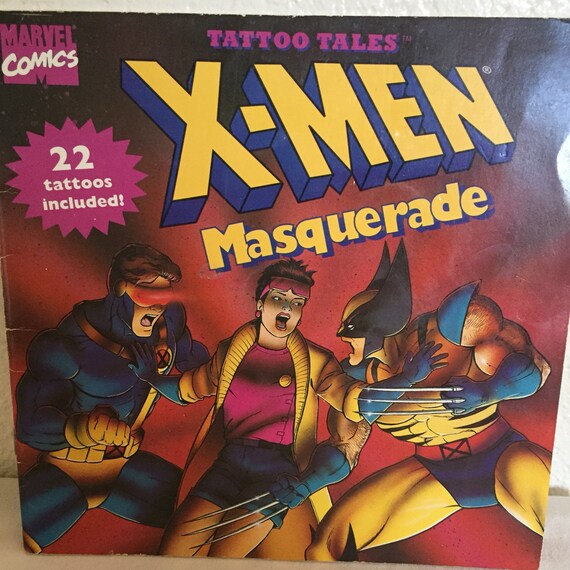 MARVEL
COMICS
TATTOO TALES™
X-MEN®
Masquerade
22
tattoos
included!